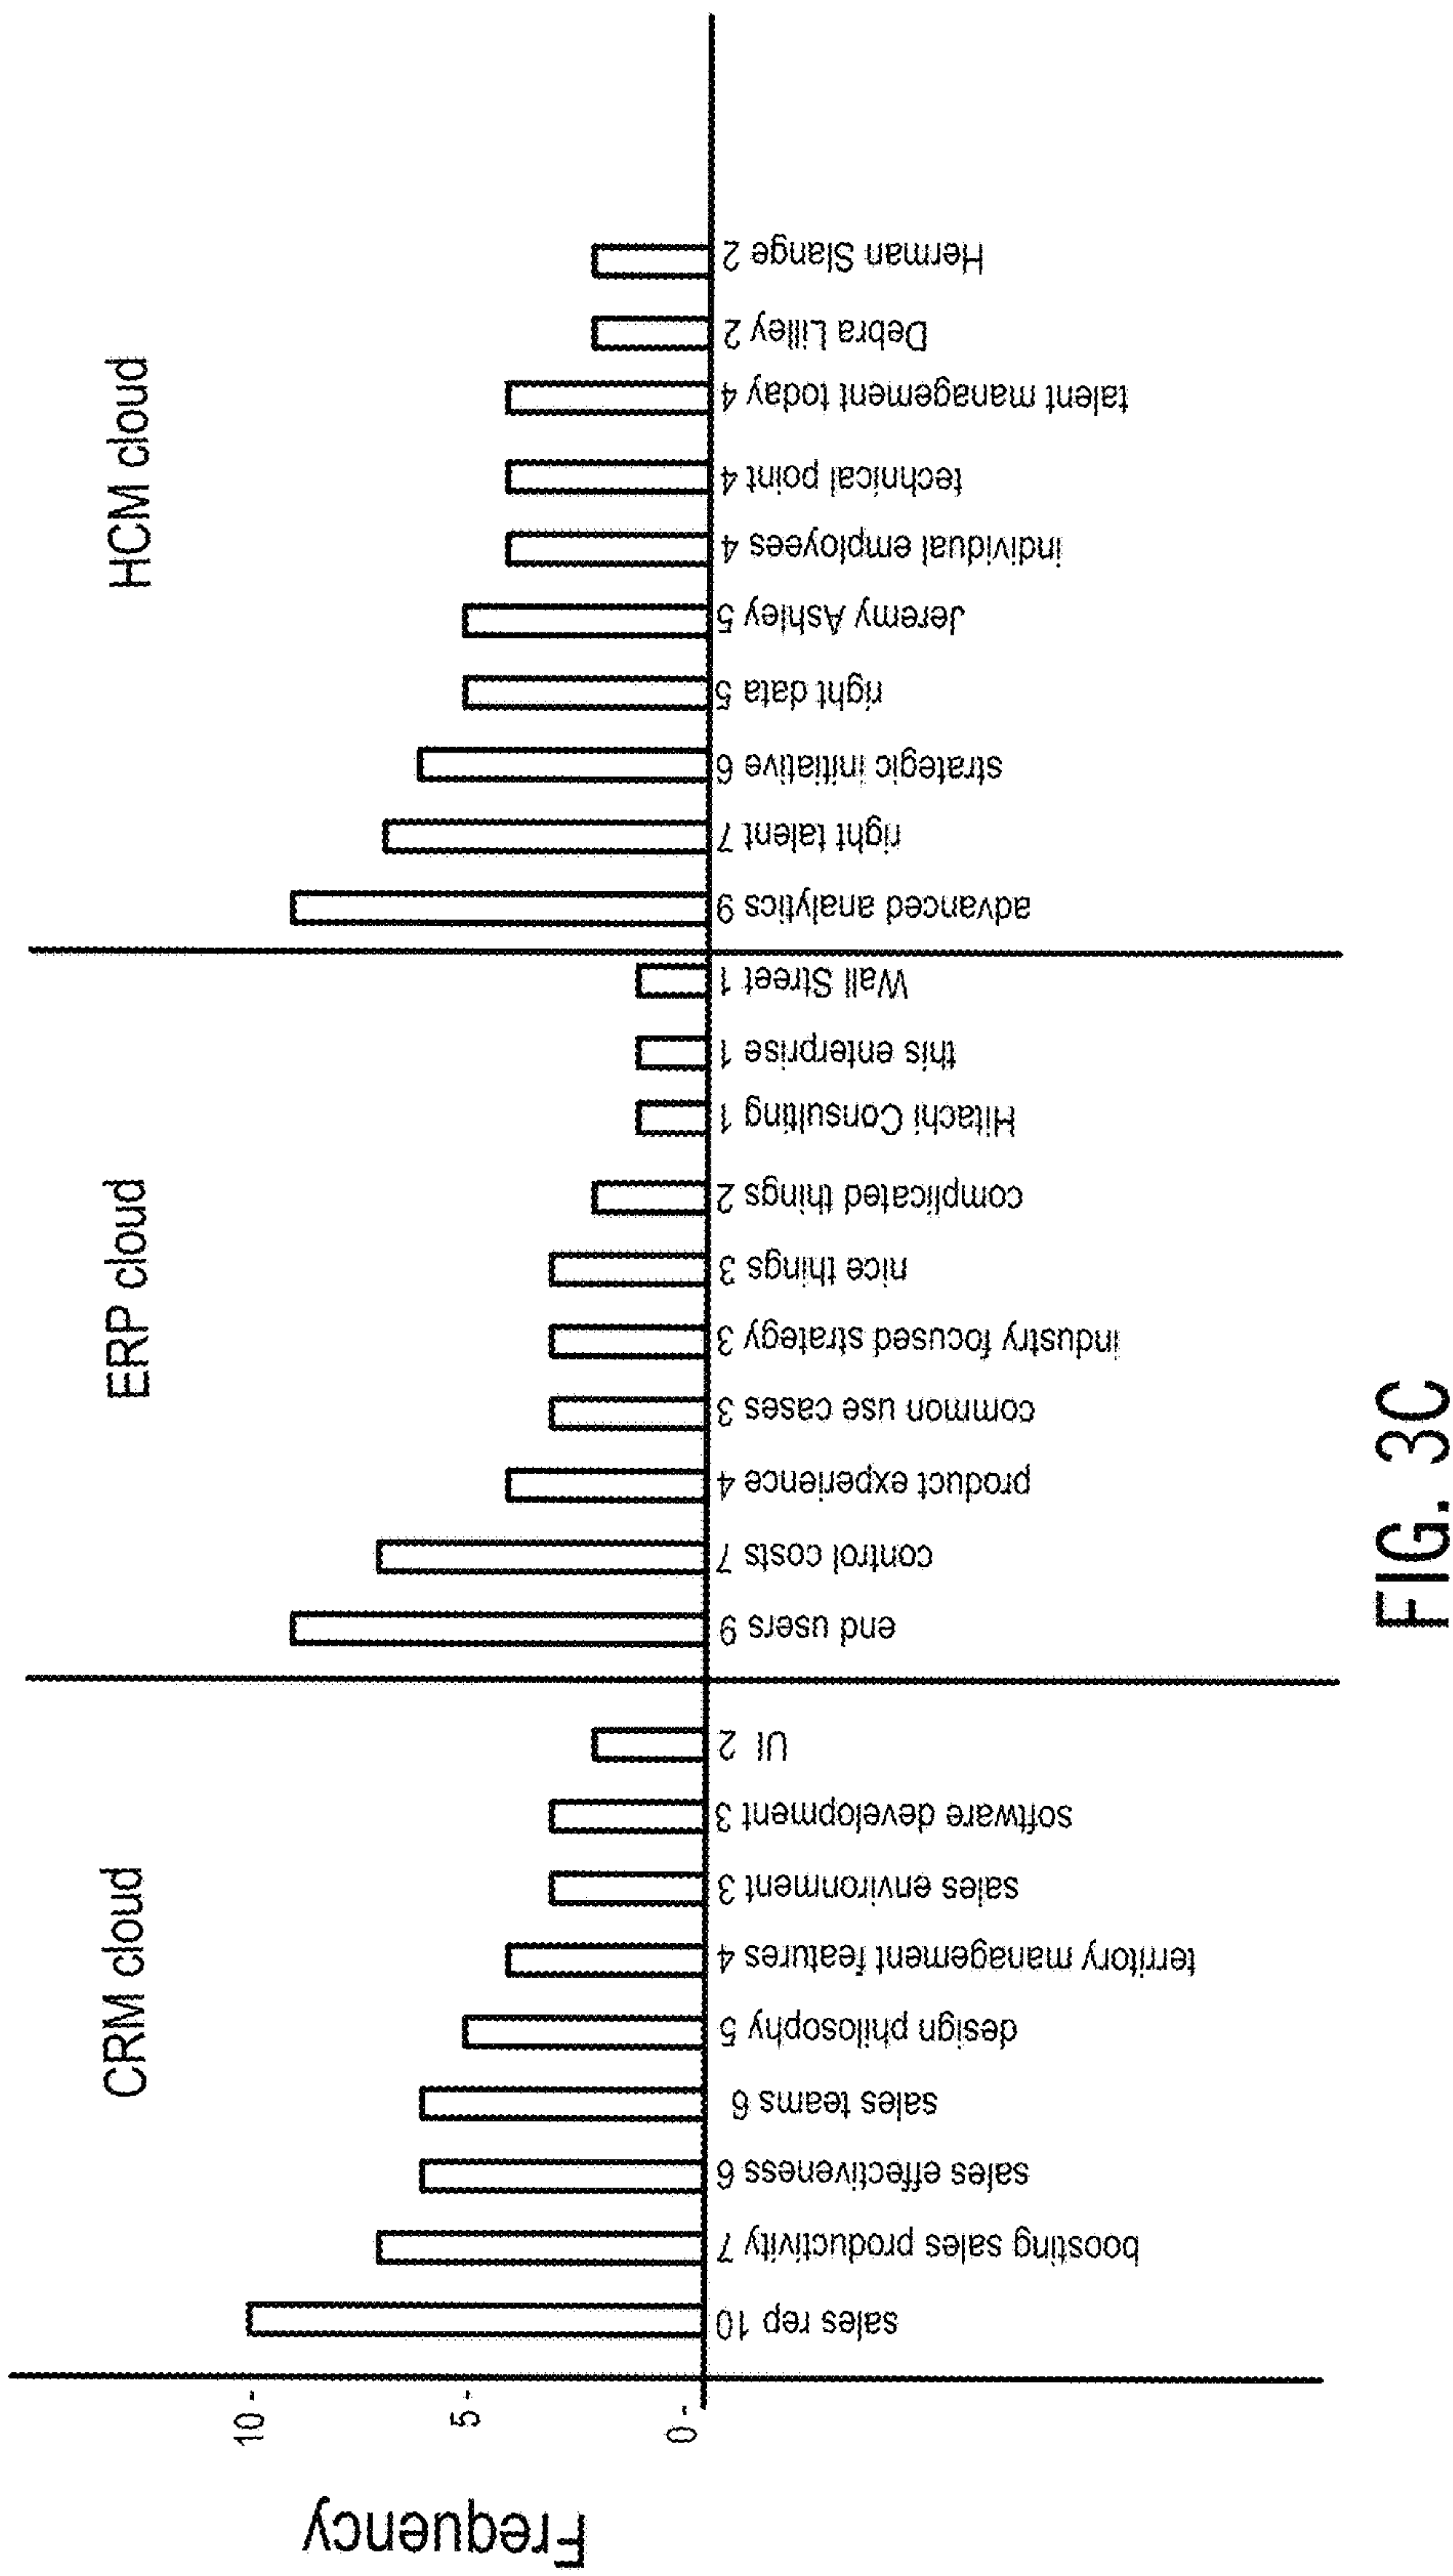 Frequency
10-
5-
0-
CRM cloud
sales rep 10
boosting sales productivity 7
sales effectiveness 6
sales teams 6
design philosophy 5
territory management features 4
sales environment 3
software development 3
UI 2
ERP cloud
end users 9
control costs 7
product experience 4
common use cases 3
industry focused strategy 3
nice things 3
complicated things 2
Hitachi Consulting 1
this enterprise 1
Wall Street 1
HCM cloud
advanced analytics 9
right talent 7
strategic initiative 6
right data 5
Jeremy Ashley 5
individual employees 4
technical point 4
talent management today 4
Debra Lilley 2
Herman Slange 2
FIG. 3C